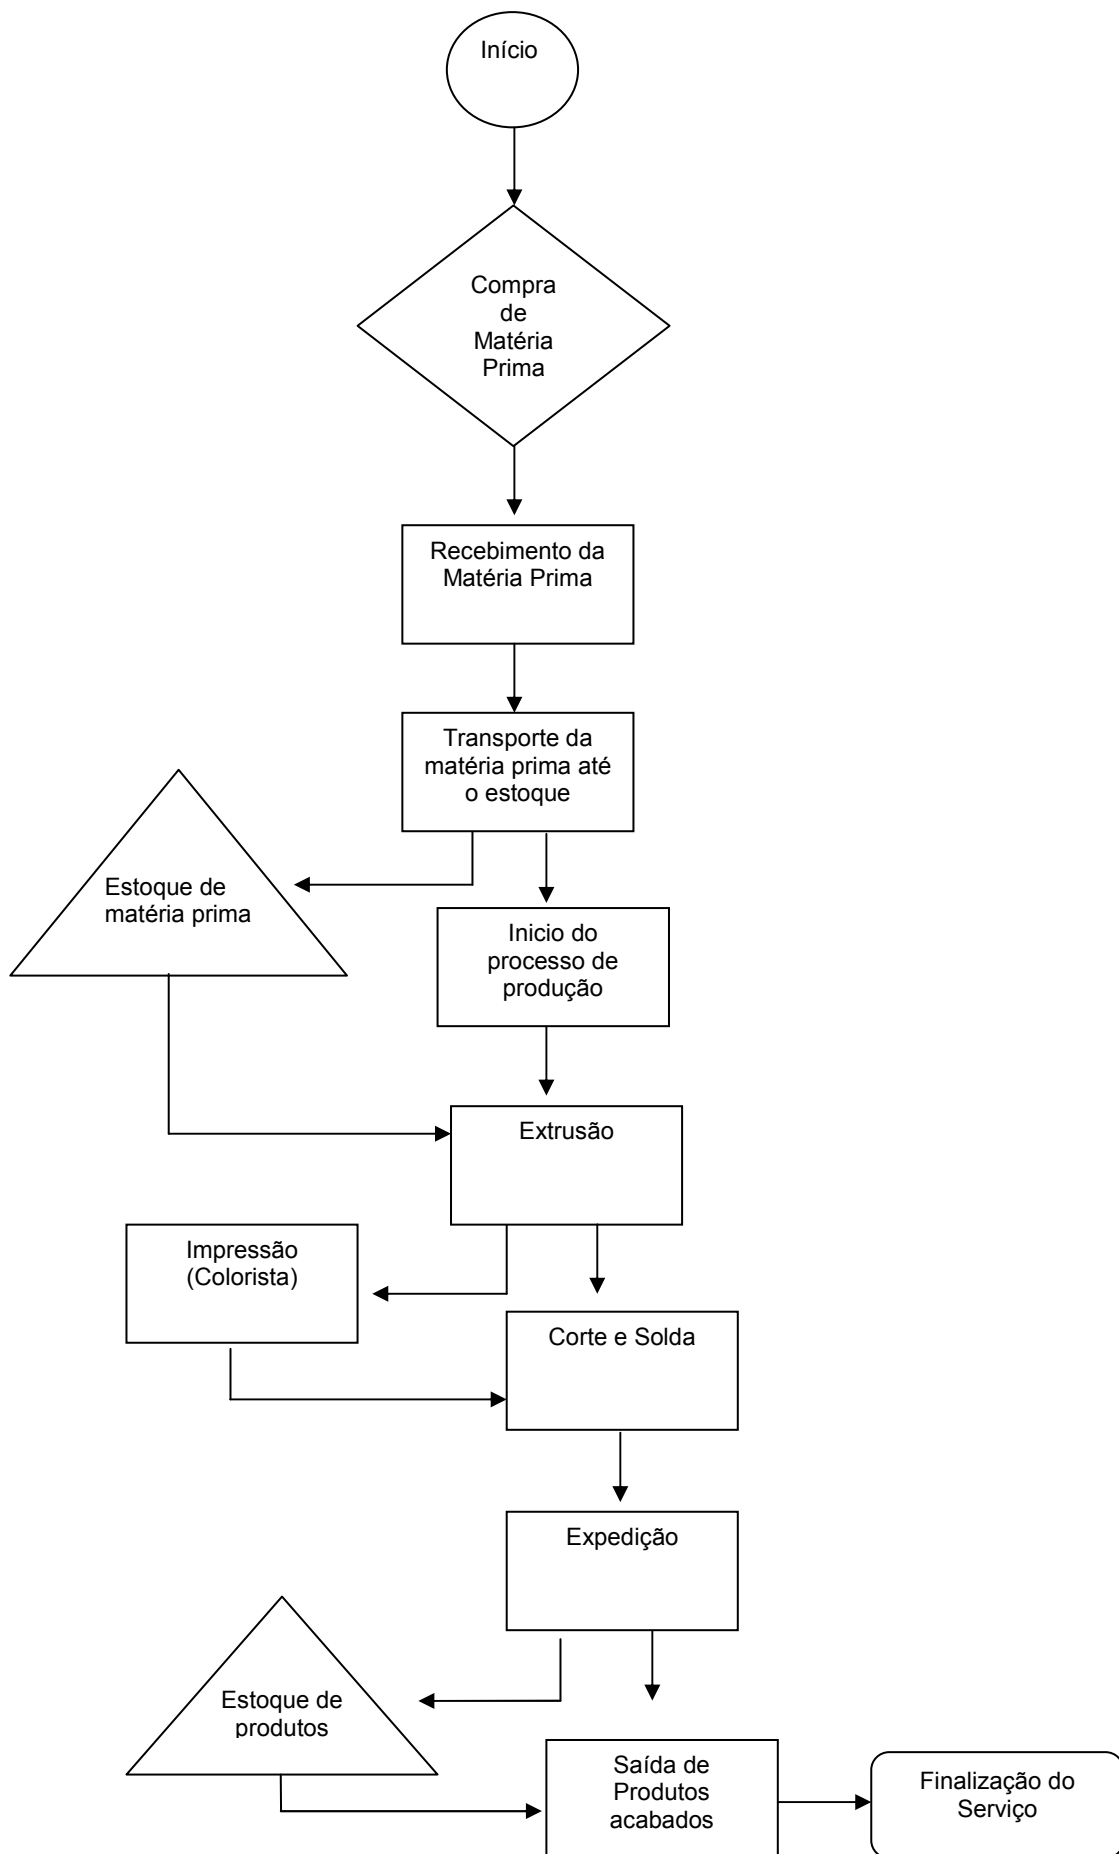 Início
Compra
de
Matéria
Prima
Recebimento da
Matéria Prima
Transporte da
matéria prima até
o estoque
Estoque de
matéria prima
Inicio do
processo de
produção
Extrusão
Impressão
(Colorista)
Corte e Solda
Expedição
Estoque de
produtos
Saída de
Produtos
acabados
Finalização do
Serviço